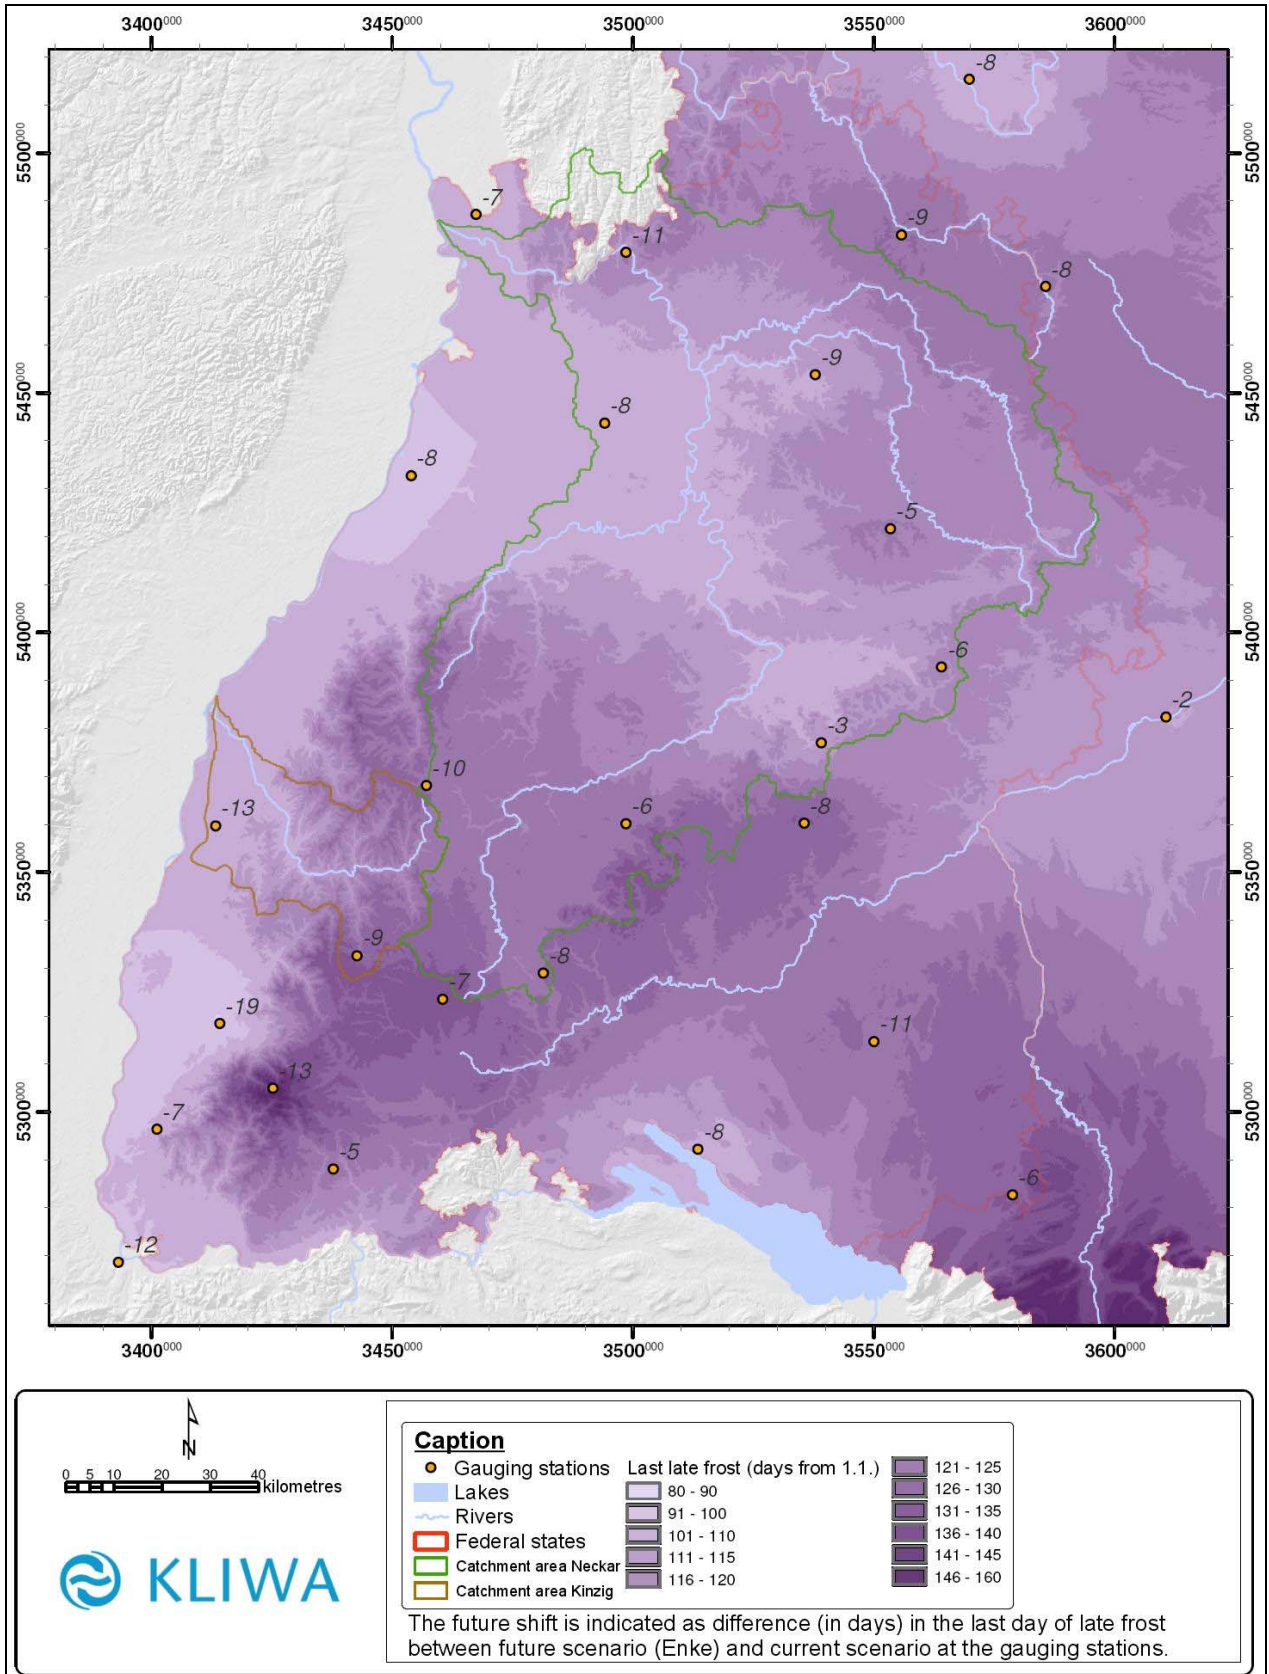 3400000 3450000 3500000 3550000 3600000
-8
5500000 5500000
-7
-9
-11
-8
-9
5450000 5450000
-8
-8
-5
5400000 5400000
-6
-2
-3
-10
-13 -6 -8
5350000 5350000
-9
-8
-7
-19
-11
-13
5300000 5300000
-7
-8
-5
-6
-12
3400000 3450000 3500000 3550000 3600000
N
0 5 10 20 30 40 kilometres
KLIWA
Caption
Gauging stations
Lakes
Rivers
Federal states
Catchment area Neckar
Catchment area Kinzig
Last late frost (days from 1.1.)
80 - 90
91 - 100
101 - 110
111 - 115
116 - 120
121 - 125
126 - 130
131 - 135
136 - 140
141 - 145
146 - 160
The future shift is indicated as difference (in days) in the last day of late frost
between future scenario (Enke) and current scenario at the gauging stations.